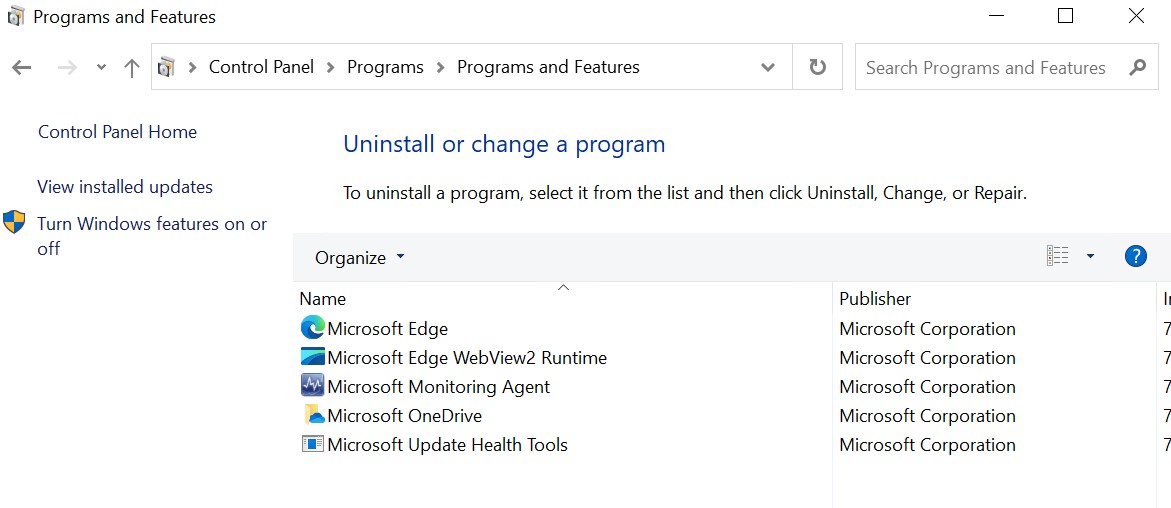 Programs and Features
Control Panel > Programs > Programs and Features
Search Programs and Features
Control Panel Home
View installed updates
Turn Windows features on or
off
Uninstall or change a program
To uninstall a program, select it from the list and then click Uninstall, Change, or Repair.
Organize
?
Name Publisher
Microsoft Edge Microsoft Corporation 7
Microsoft Edge WebView2 Runtime Microsoft Corporation 7
Microsoft Monitoring Agent Microsoft Corporation 7
Microsoft OneDrive Microsoft Corporation 7
Microsoft Update Health Tools Microsoft Corporation 7